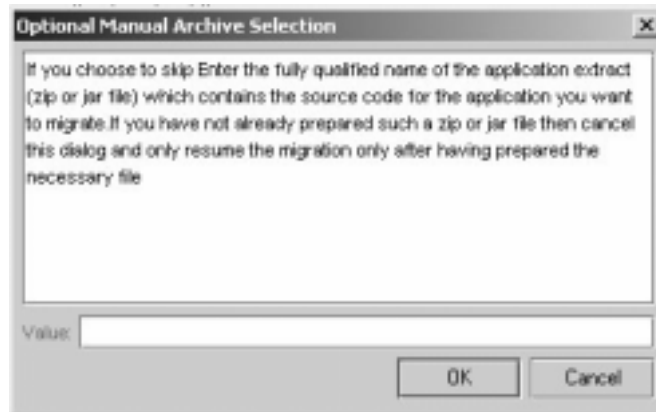 Optional Manual Archive Selection
If you choose to skip Enter the fully qualified name of the application extract
(zip or jar file) which contains the source code for the application you want
to migrate.If you have not already prepared such a zip or jar file then cancel
this dialog and only resume the migration only after having prepared the
necessary file
Value:
OK
Cancel